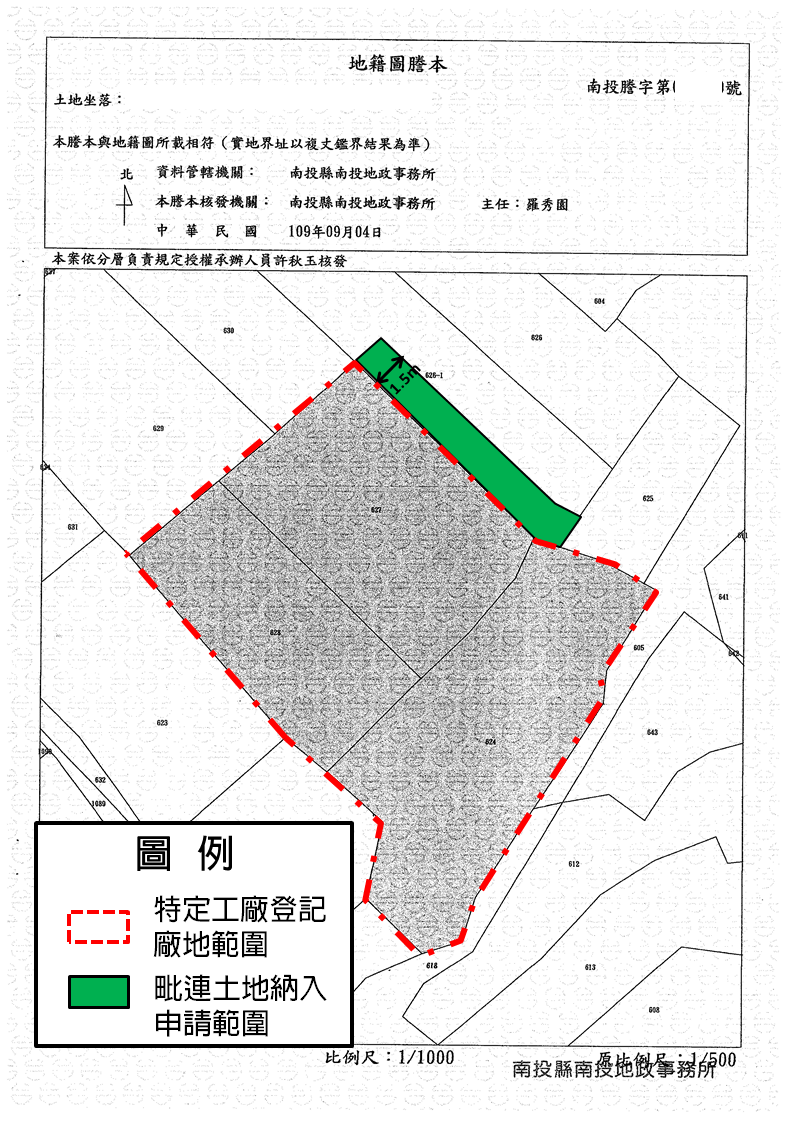 地籍圖謄本
南投謄字第 號
土地坐落：
本謄本與地籍圖所載相符（實地界址以複丈鑑界結果為準）
北 資料管轄機關： 南投縣南投地政事務所
本謄本核發機關： 南投縣南投地政事務所 主任：羅秀園
中 華 民 國 109年09月04日
本案依分層負責規定授權承辦人員許秋玉核發
604
630
626
1.5m
626-1
629
627
625
631
641
628
605
642
623
643
624
632
1089
612
618
613
608
圖 例
特定工廠登記
廠地範圍
毗連土地納入
申請範圍
比例尺：1/1000
原比例尺：1/500
南投縣南投地政事務所